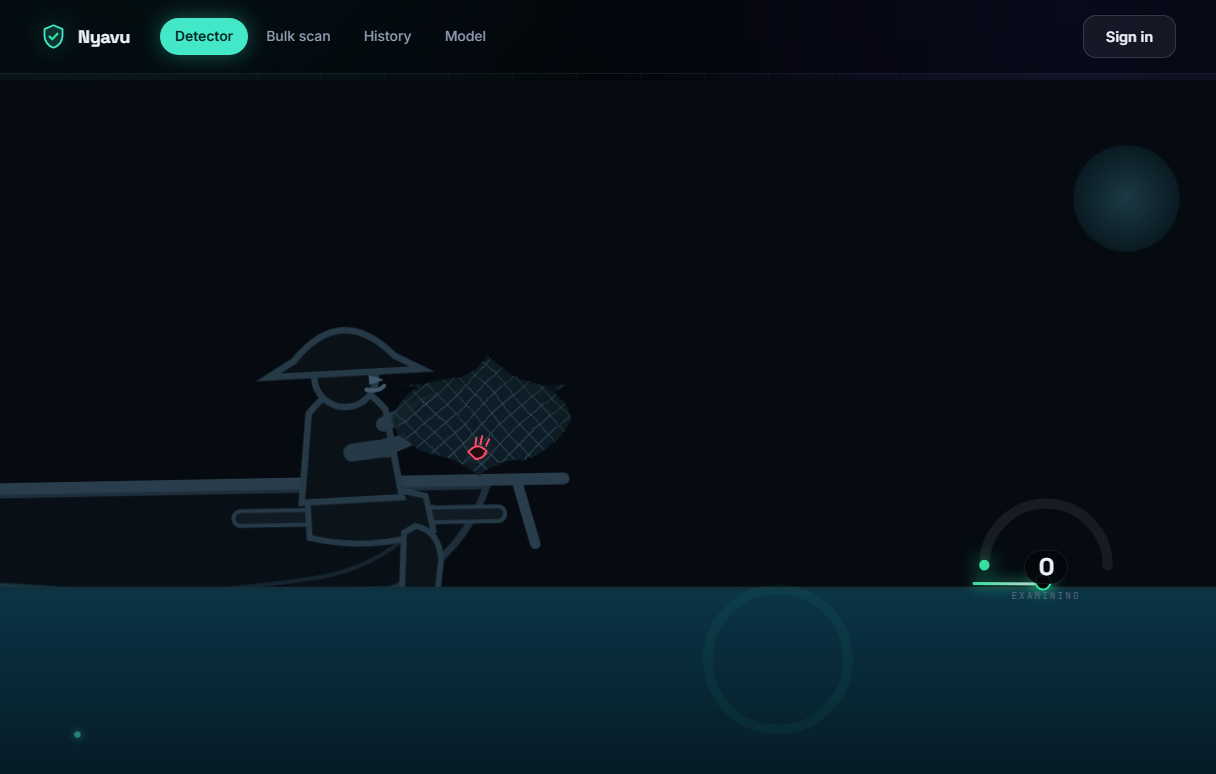 Nyavu
Detector
Bulk scan
History
Model
Sign in
0
EXAMINING